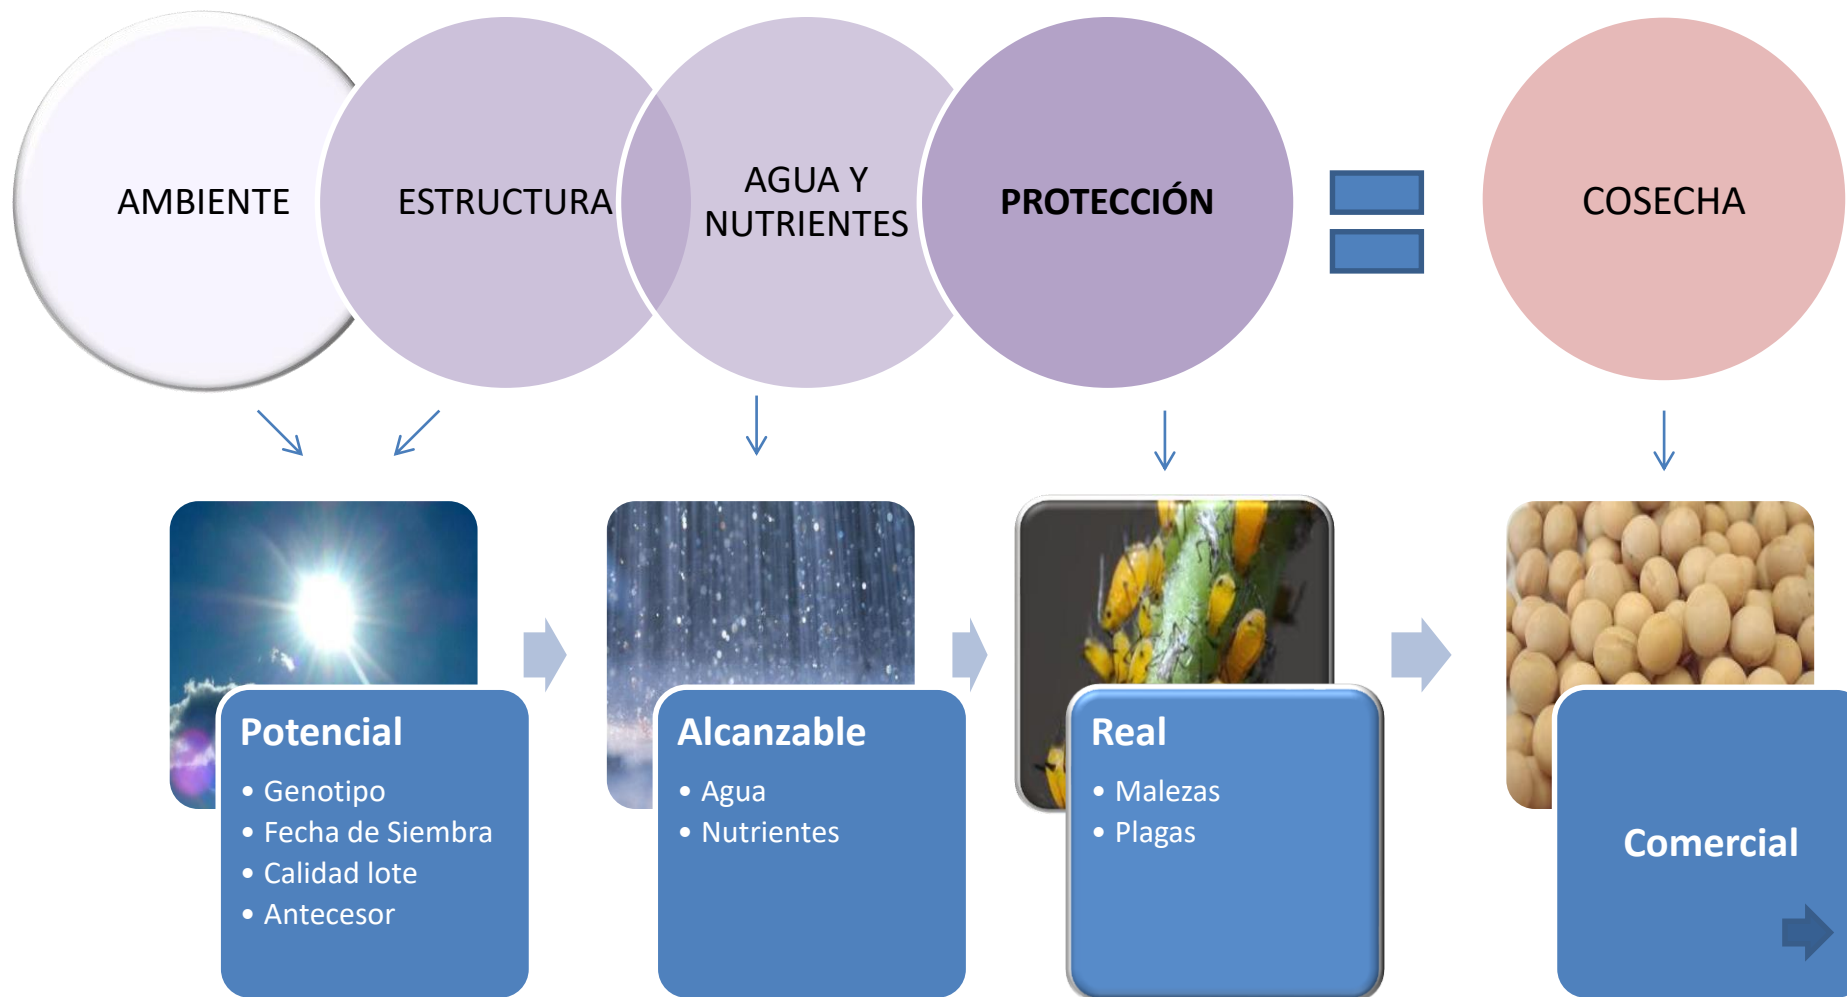 AMBIENTE
ESTRUCTURA
AGUA Y
NUTRIENTES
PROTECCIÓN
COSECHA
Potencial
• Genotipo
• Fecha de Siembra
• Calidad lote
• Antecesor
Alcanzable
• Agua
• Nutrientes
Real
• Malezas
• Plagas
Comercial